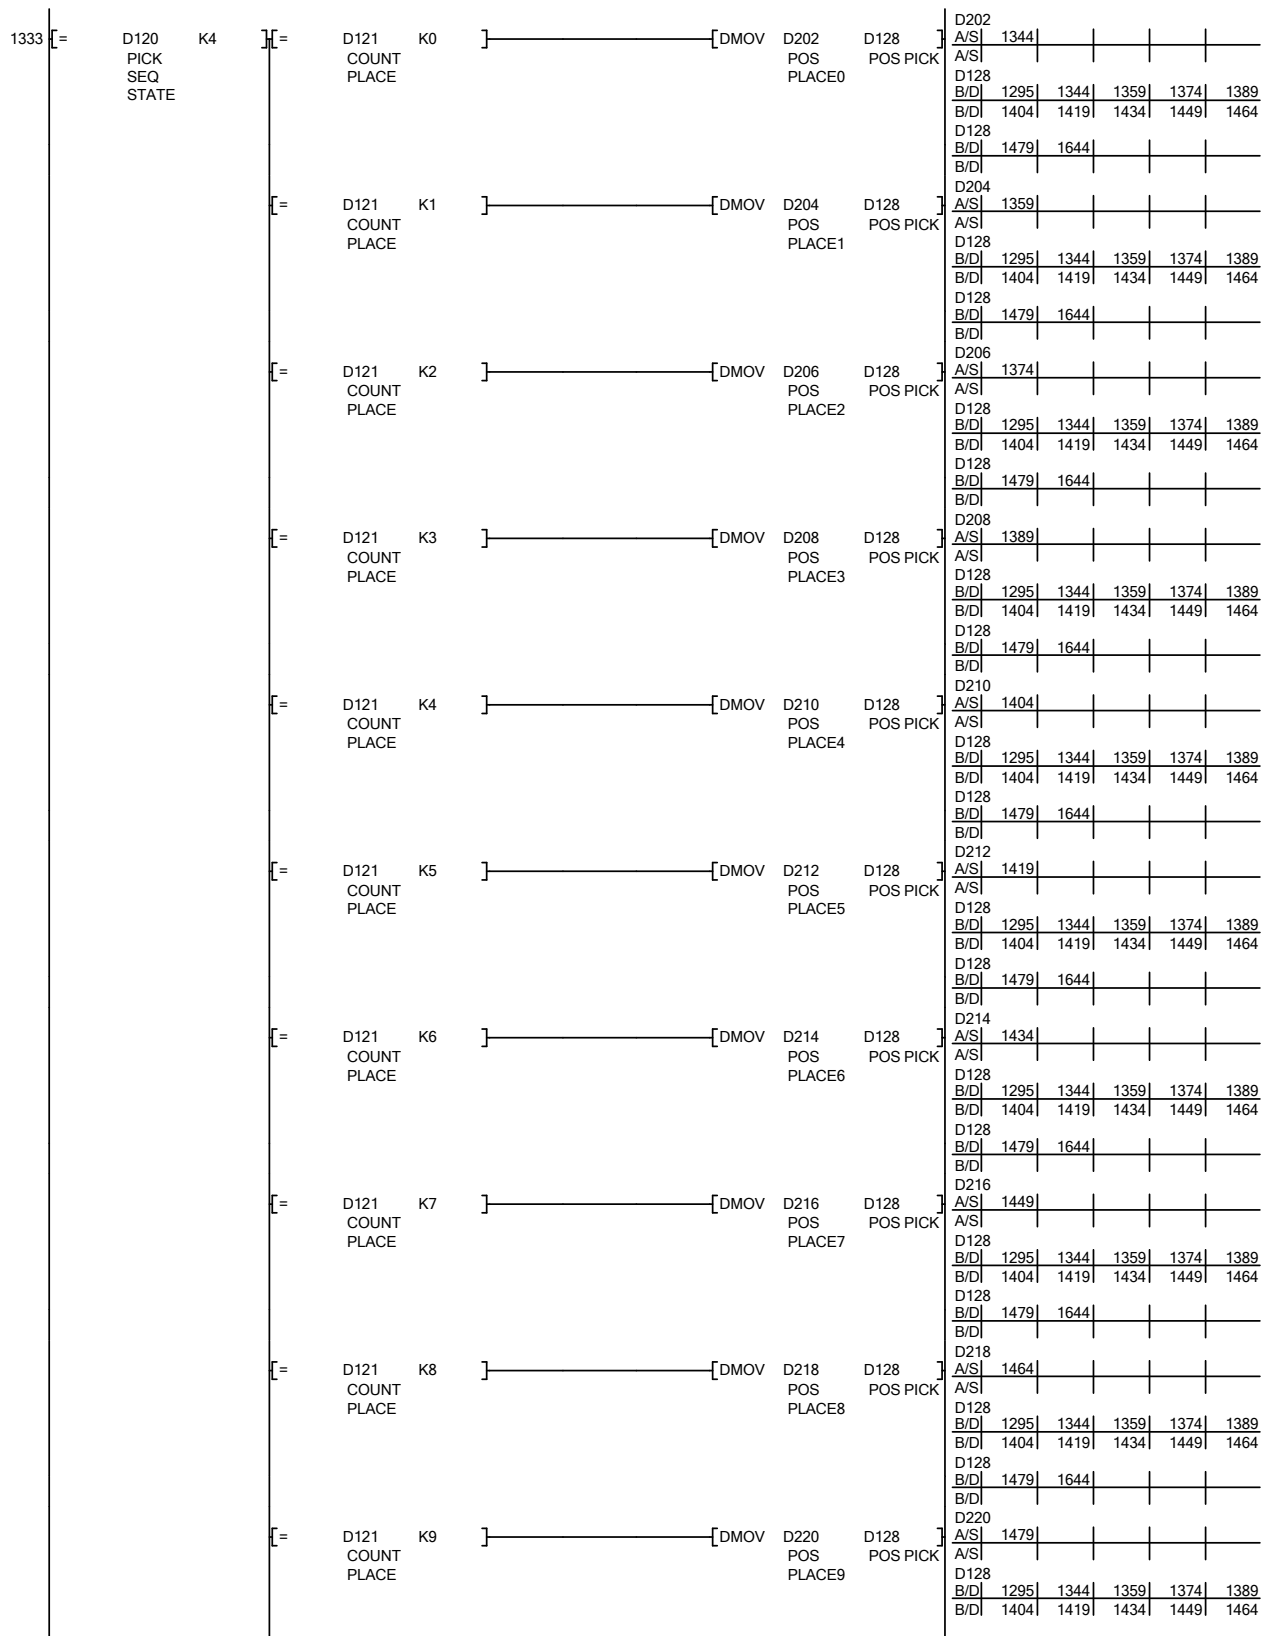 D202
1333 [= D120 K4 ] [= D121 K0 ] [DMOV D202 D128 ] A/S 1344
PICK COUNT POS POS PICK A/S
SEQ PLACE PLACE0 D128
STATE B/D 1295 1344 1359 1374 1389
B/D 1404 1419 1434 1449 1464
D128
B/D 1479 1644
B/D
D204
[= D121 K1 ] [DMOV D204 D128 ] A/S 1359
COUNT POS POS PICK A/S
PLACE PLACE1 D128
B/D 1295 1344 1359 1374 1389
B/D 1404 1419 1434 1449 1464
D128
B/D 1479 1644
B/D
D206
[= D121 K2 ] [DMOV D206 D128 ] A/S 1374
COUNT POS POS PICK A/S
PLACE PLACE2 D128
B/D 1295 1344 1359 1374 1389
B/D 1404 1419 1434 1449 1464
D128
B/D 1479 1644
B/D
D208
[= D121 K3 ] [DMOV D208 D128 ] A/S 1389
COUNT POS POS PICK A/S
PLACE PLACE3 D128
B/D 1295 1344 1359 1374 1389
B/D 1404 1419 1434 1449 1464
D128
B/D 1479 1644
B/D
D210
[= D121 K4 ] [DMOV D210 D128 ] A/S 1404
COUNT POS POS PICK A/S
PLACE PLACE4 D128
B/D 1295 1344 1359 1374 1389
B/D 1404 1419 1434 1449 1464
D128
B/D 1479 1644
B/D
D212
[= D121 K5 ] [DMOV D212 D128 ] A/S 1419
COUNT POS POS PICK A/S
PLACE PLACE5 D128
B/D 1295 1344 1359 1374 1389
B/D 1404 1419 1434 1449 1464
D128
B/D 1479 1644
B/D
D214
[= D121 K6 ] [DMOV D214 D128 ] A/S 1434
COUNT POS POS PICK A/S
PLACE PLACE6 D128
B/D 1295 1344 1359 1374 1389
B/D 1404 1419 1434 1449 1464
D128
B/D 1479 1644
B/D
D216
[= D121 K7 ] [DMOV D216 D128 ] A/S 1449
COUNT POS POS PICK A/S
PLACE PLACE7 D128
B/D 1295 1344 1359 1374 1389
B/D 1404 1419 1434 1449 1464
D128
B/D 1479 1644
B/D
D218
[= D121 K8 ] [DMOV D218 D128 ] A/S 1464
COUNT POS POS PICK A/S
PLACE PLACE8 D128
B/D 1295 1344 1359 1374 1389
B/D 1404 1419 1434 1449 1464
D128
B/D 1479 1644
B/D
D220
[= D121 K9 ] [DMOV D220 D128 ] A/S 1479
COUNT POS POS PICK A/S
PLACE PLACE9 D128
B/D 1295 1344 1359 1374 1389
B/D 1404 1419 1434 1449 1464